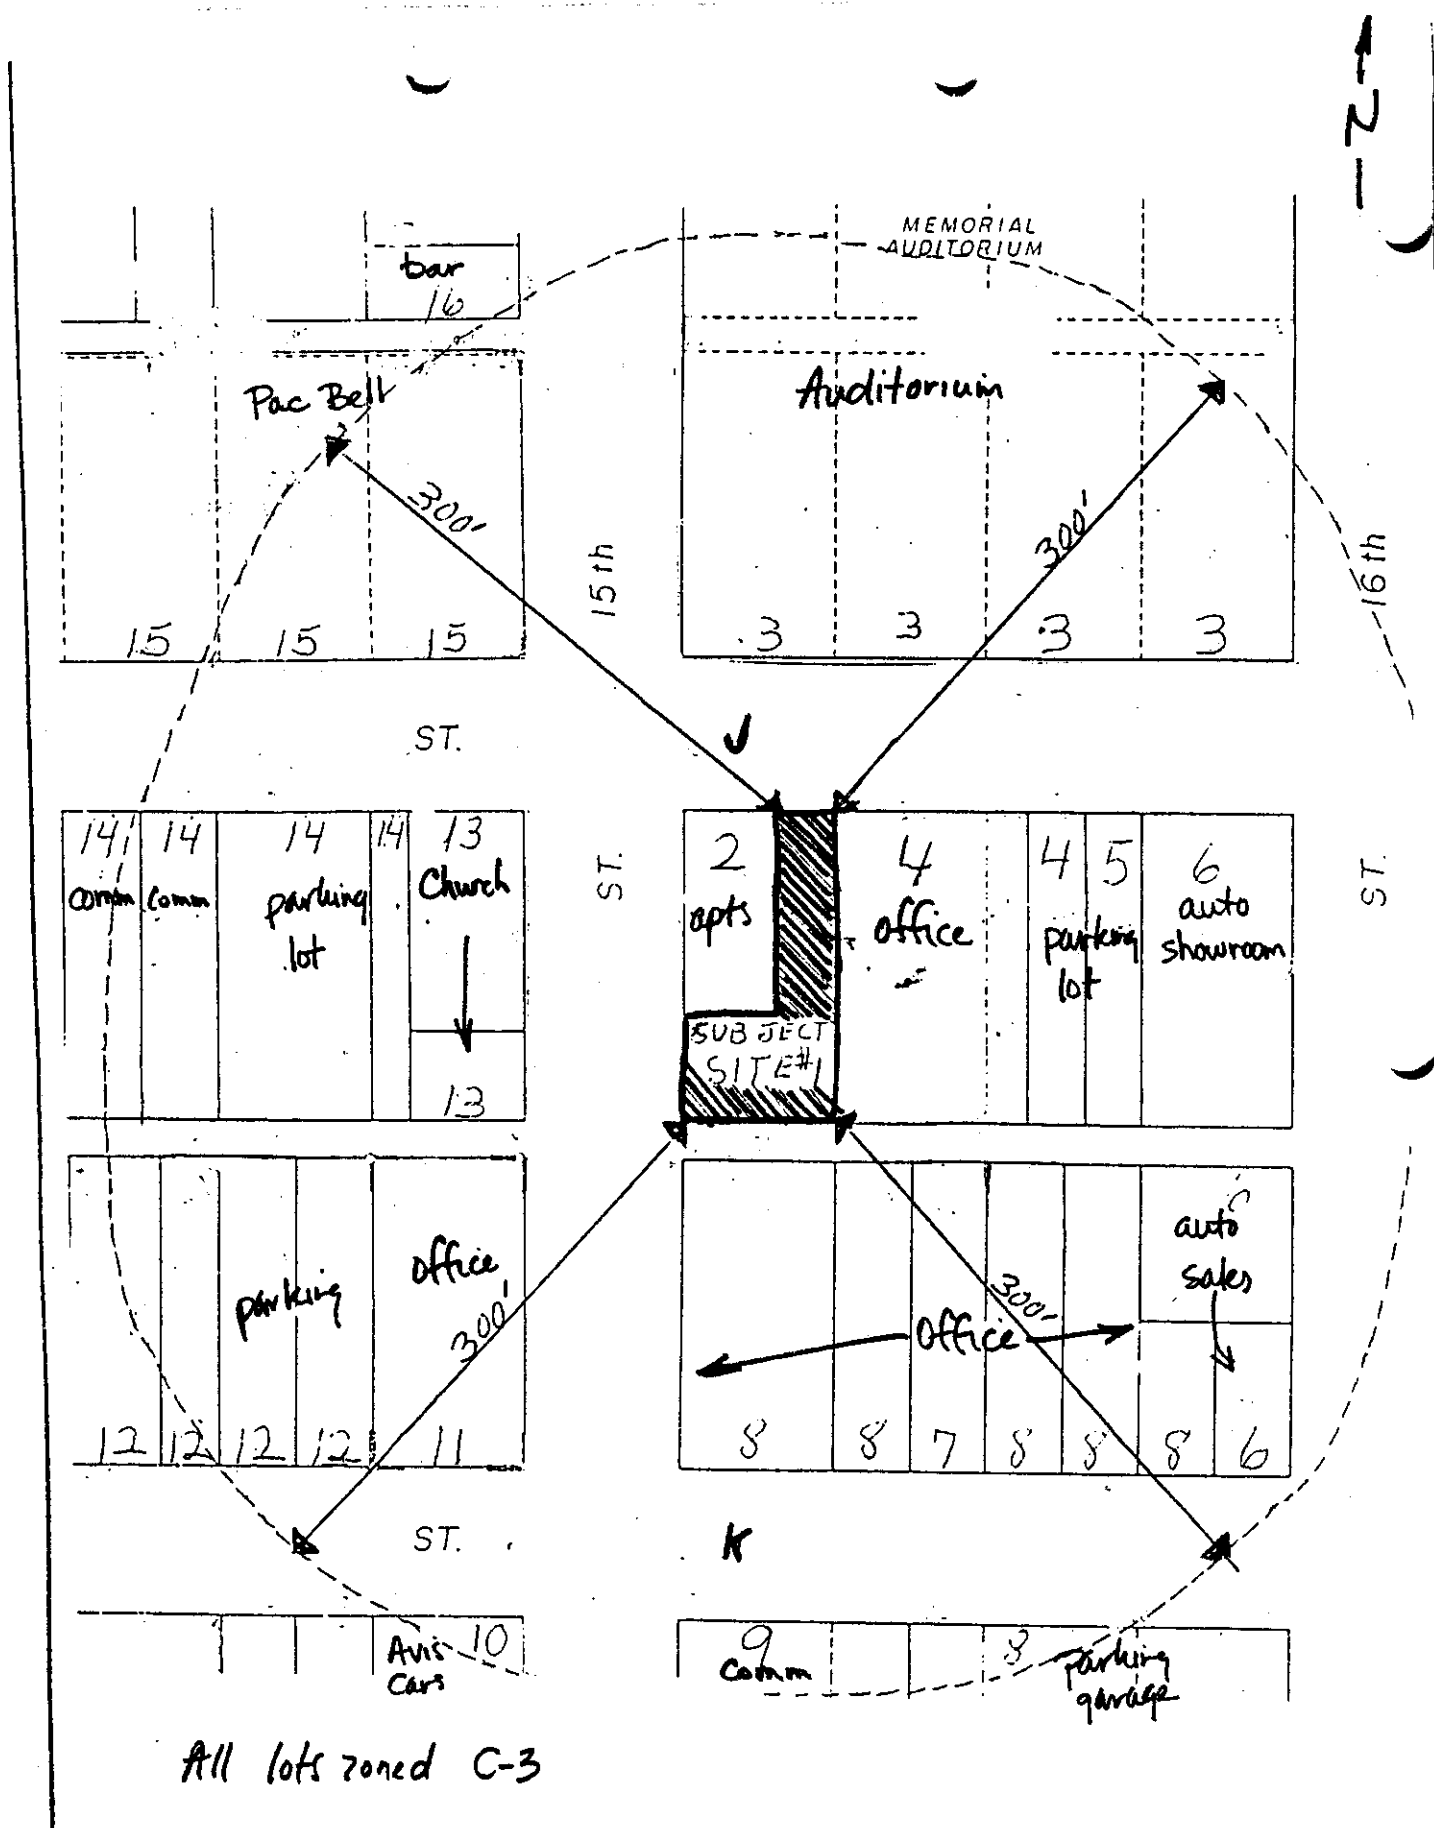 N
MEMORIAL
AUDITORIUM
bar
16
Pac Bell
Auditorium
300'
300'
15th
16th
15 15 15
3 3 3 3
ST.
J
14 14 14 14 13
comm comm parking
lot
Church
13
ST.
2
apts
4
office
4 5
parking
lot
6
auto
showroom
ST.
SUBJECT
SITE #1
parking
office
300'
300'
office
auto
sales
12 12 12 12 11
8 8 7 8 8 8 6
ST.
K
Avis
Cars
10
9
Comm
8
parking
garage
All lots zoned C-3